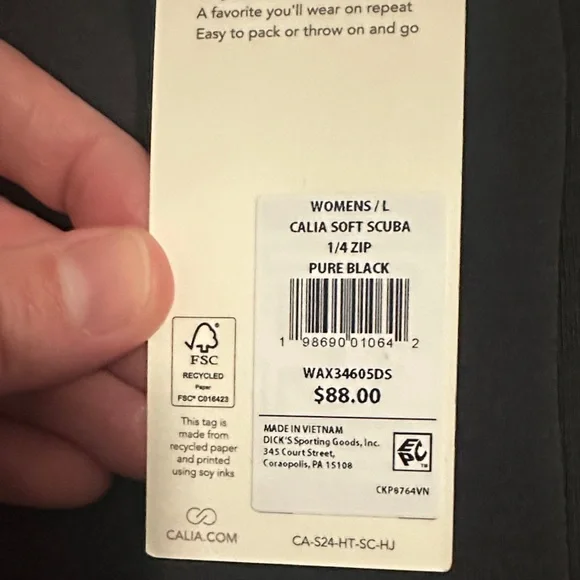 A favorite you'll wear on repeat
Easy to pack or throw on and go
WOMENS / L
CALIA SOFT SCUBA
1/4 ZIP
PURE BLACK
1 98690 01064 2
WAX34605DS
$88.00
MADE IN VIETNAM
DICK'S Sporting Goods, Inc.
345 Court Street,
Coraopolis, PA 15108
EPC™
CKP8764VN
FSC®
RECYCLED
Paper
FSC® C016423
This tag is
made from
recycled paper
and printed
using soy inks
CALIA.COM
CA-S24-HT-SC-HJ